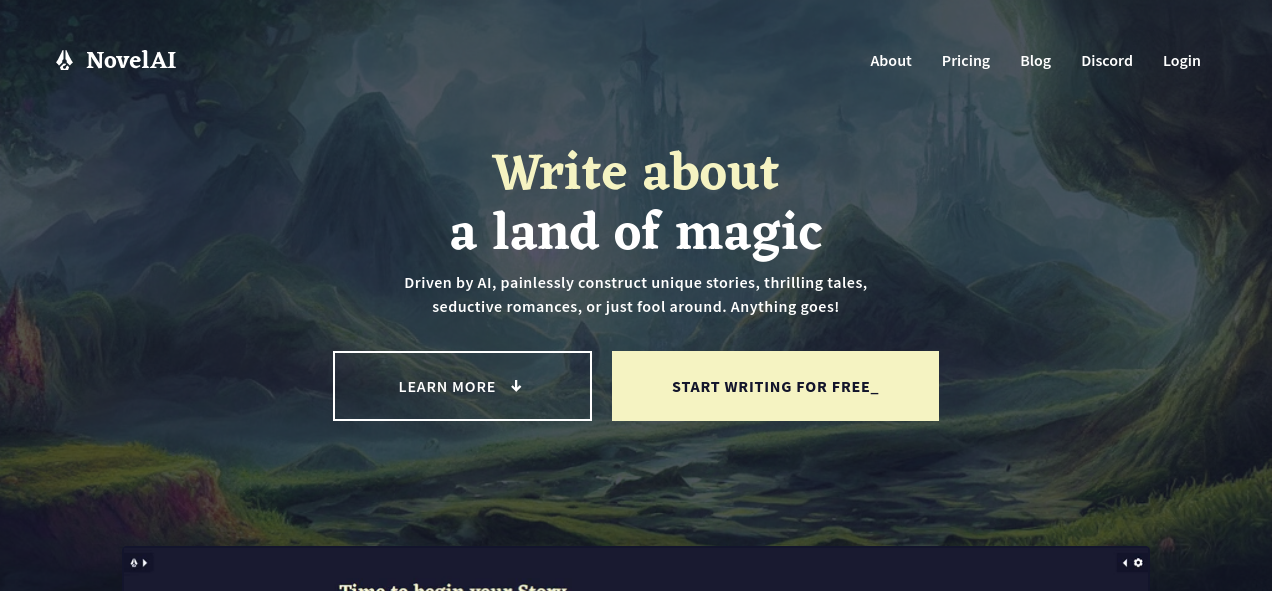 NovelAI
About Pricing Blog Discord Login
Write about
a land of magic
Driven by AI, painlessly construct unique stories, thrilling tales,
seductive romances, or just fool around. Anything goes!
LEARN MORE
START WRITING FOR FREE_
Time to begin your Story